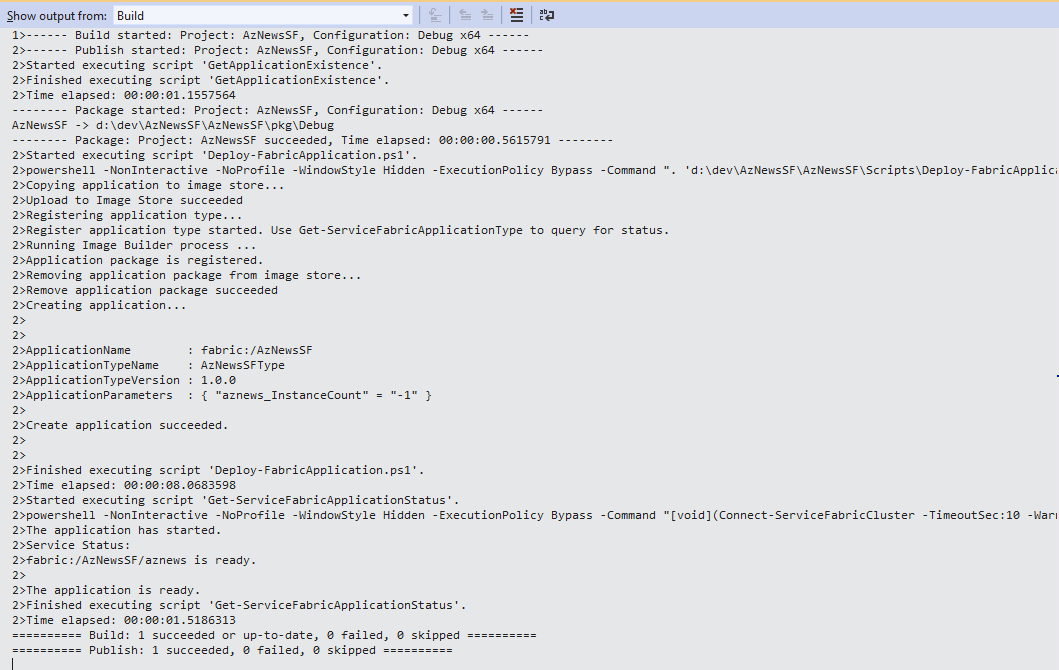 Show output from: Build
1>------ Build started: Project: AzNewsSF, Configuration: Debug x64 ------
2>------ Publish started: Project: AzNewsSF, Configuration: Debug x64 ------
2>Started executing script 'GetApplicationExistence'.
2>Finished executing script 'GetApplicationExistence'.
2>Time elapsed: 00:00:01.1557564
-------- Package started: Project: AzNewsSF, Configuration: Debug x64 ------
AzNewsSF -> d:\dev\AzNewsSF\AzNewsSF\pkg\Debug
-------- Package: Project: AzNewsSF succeeded, Time elapsed: 00:00:00.5615791 --------
2>Started executing script 'Deploy-FabricApplication.ps1'.
2>powershell -NonInteractive -NoProfile -WindowStyle Hidden -ExecutionPolicy Bypass -Command ". 'd:\dev\AzNewsSF\AzNewsSF\Scripts\Deploy-FabricApplica
2>Copying application to image store...
2>Upload to Image Store succeeded
2>Registering application type...
2>Register application type started. Use Get-ServiceFabricApplicationType to query for status.
2>Running Image Builder process ...
2>Application package is registered.
2>Removing application package from image store...
2>Remove application package succeeded
2>Creating application...
2>
2>
2>ApplicationName        : fabric:/AzNewsSF
2>ApplicationTypeName    : AzNewsSFType
2>ApplicationTypeVersion : 1.0.0
2>ApplicationParameters  : { "aznews_InstanceCount" = "-1" }
2>
2>Create application succeeded.
2>
2>
2>Finished executing script 'Deploy-FabricApplication.ps1'.
2>Time elapsed: 00:00:08.0683598
2>Started executing script 'Get-ServiceFabricApplicationStatus'.
2>powershell -NonInteractive -NoProfile -WindowStyle Hidden -ExecutionPolicy Bypass -Command "[void](Connect-ServiceFabricCluster -TimeoutSec:10 -War
2>The application has started.
2>Service Status:
2>fabric:/AzNewsSF/aznews is ready.
2>
2>The application is ready.
2>Finished executing script 'Get-ServiceFabricApplicationStatus'.
2>Time elapsed: 00:00:01.5186313
========== Build: 1 succeeded or up-to-date, 0 failed, 0 skipped ==========
========== Publish: 1 succeeded, 0 failed, 0 skipped ==========